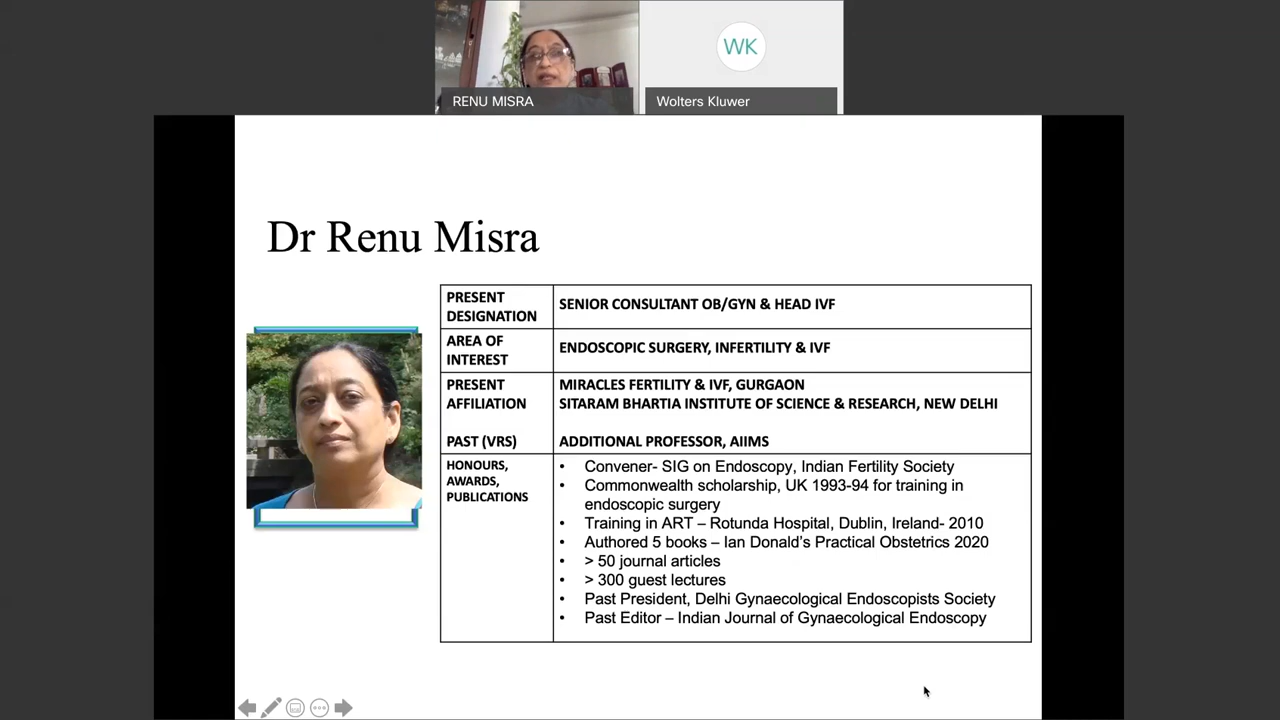 RENU MISRA
WK
Wolters Kluwer
Dr Renu Misra
PRESENT
DESIGNATION
SENIOR CONSULTANT OB/GYN & HEAD IVF
AREA OF
INTEREST
ENDOSCOPIC SURGERY, INFERTILITY & IVF
PRESENT
AFFILIATION
MIRACLES FERTILITY & IVF, GURGAON
SITARAM BHARTIA INSTITUTE OF SCIENCE & RESEARCH, NEW DELHI
PAST (VRS)
ADDITIONAL PROFESSOR, AIIMS
HONOURS,
AWARDS,
PUBLICATIONS
• Convener- SIG on Endoscopy, Indian Fertility Society
• Commonwealth scholarship, UK 1993-94 for training in
endoscopic surgery
• Training in ART – Rotunda Hospital, Dublin, Ireland- 2010
• Authored 5 books – Ian Donald’s Practical Obstetrics 2020
• > 50 journal articles
• > 300 guest lectures
• Past President, Delhi Gynaecological Endoscopists Society
• Past Editor – Indian Journal of Gynaecological Endoscopy